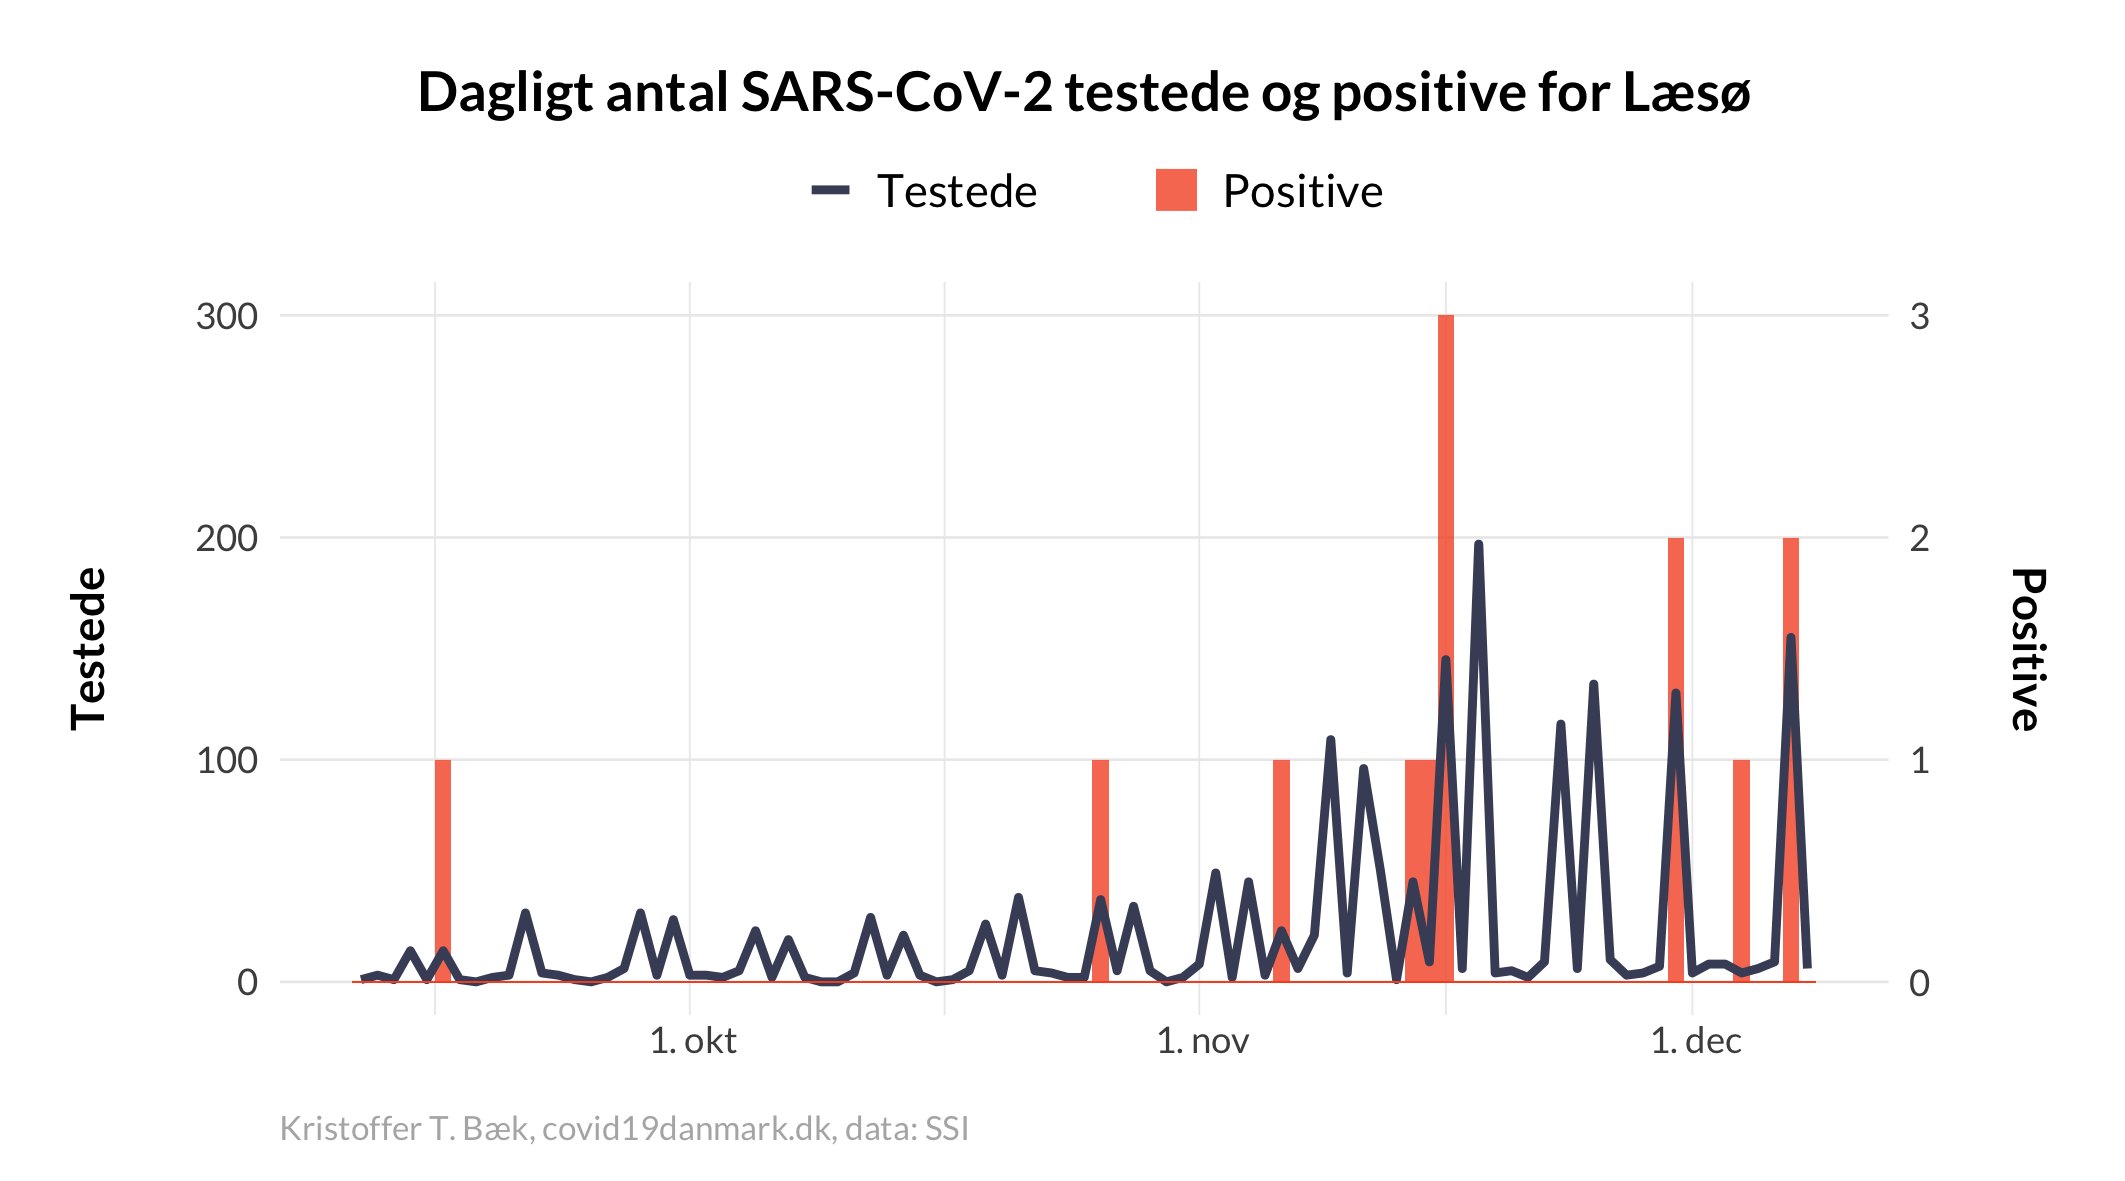 Dagligt antal SARS-CoV-2 testede og positive for Læsø
Testede
Positive
300
200
100
0
3
2
1
0
Testede
Positive
1. okt
1. nov
1. dec
Kristoffer T. Bæk, covid19danmark.dk, data: SSI